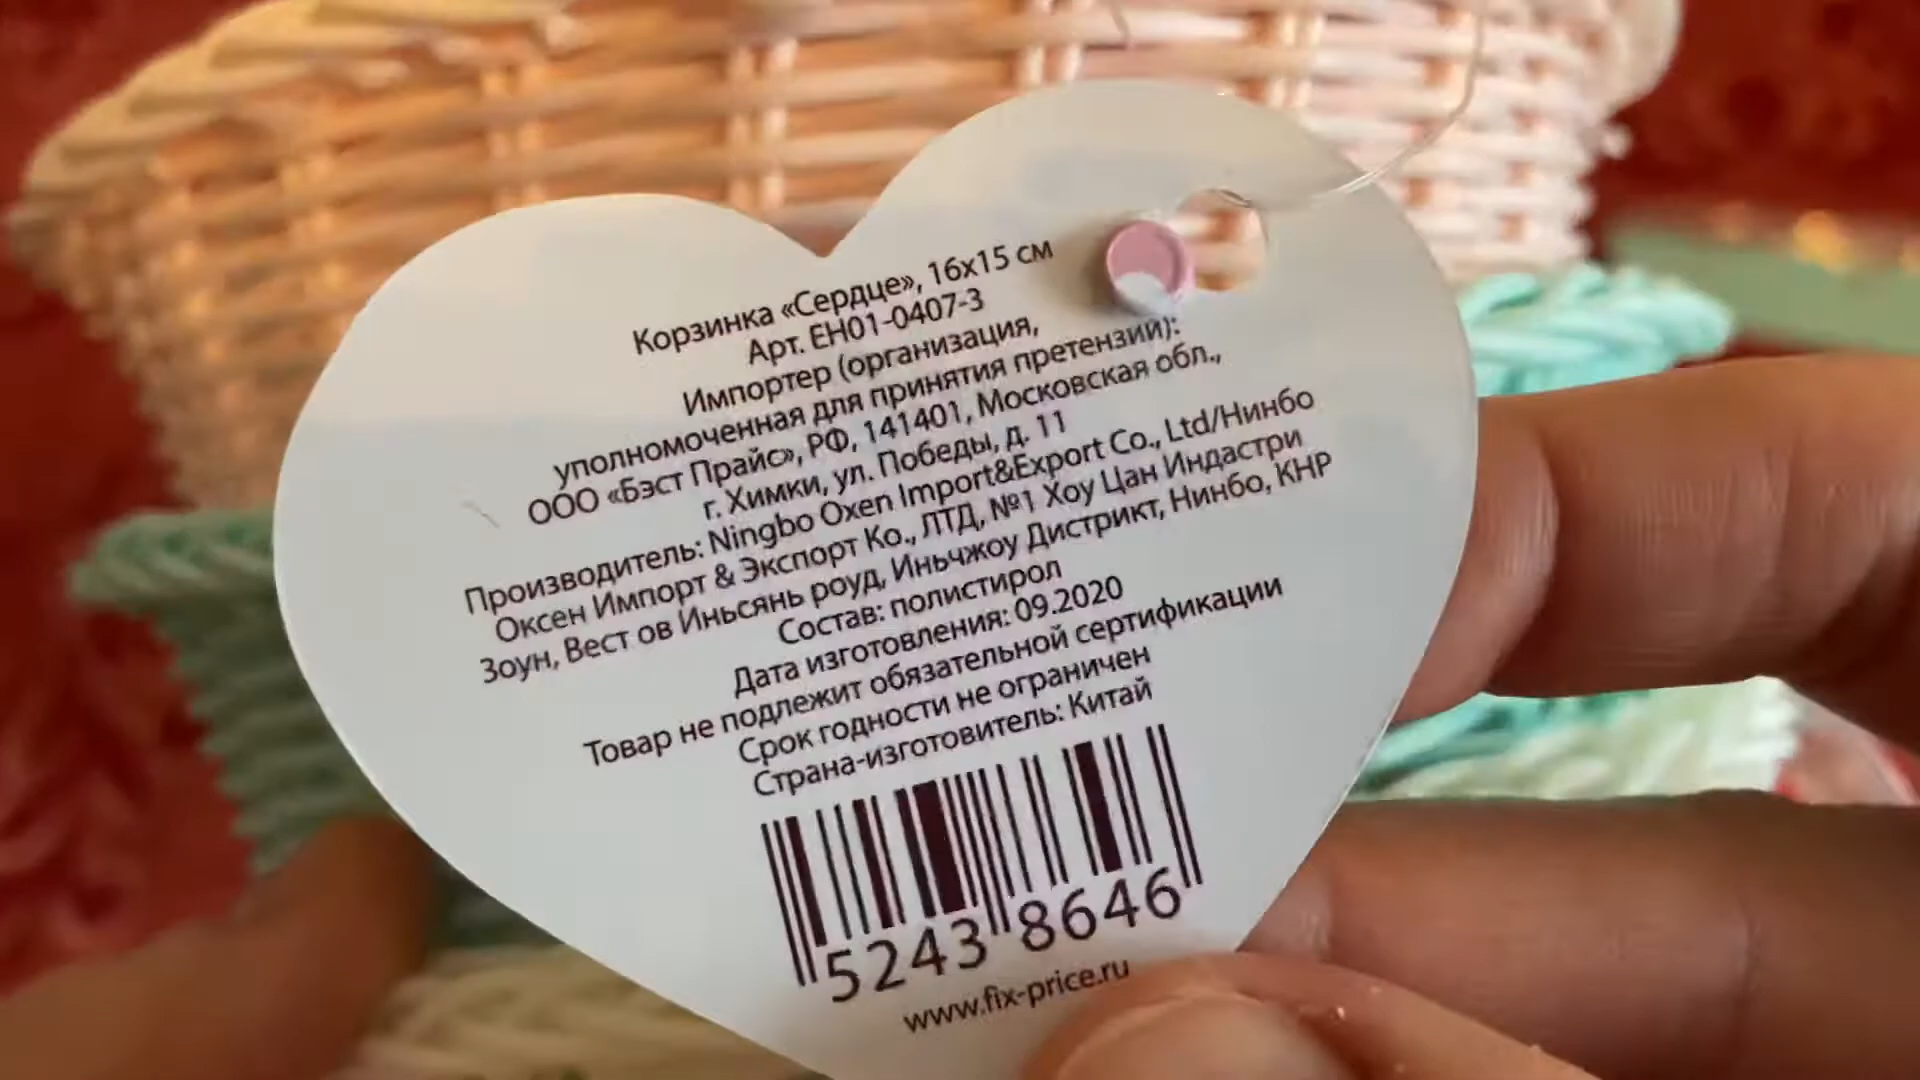 Корзинка «Сердце», 16х15 см
Арт. EH01-0407-3
Импортер (организация,
уполномоченная для принятия претензий):
ООО «Бэст Прайс», РФ, 141401, Московская обл.,
г. Химки, ул. Победы, д. 11
Производитель: Ningbo Oxen Import&Export Co., Ltd/Нинбо
Оксен Импорт & Экспорт Ко., ЛТД, №1 Хоу Цан Индастри
Зоун, Вест ов Иньсянь роуд, Иньчжоу Дистрикт, Нинбо, КНР
Состав: полистирол
Дата изготовления: 09.2020
Товар не подлежит обязательной сертификации
Срок годности не ограничен
Страна-изготовитель: Китай
5243 8646
www.fix-price.ru